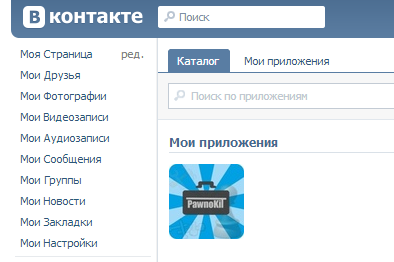 В контакте
Поиск
Моя Страница ред.
Мои Друзья
Мои Фотографии
Мои Видеозаписи
Мои Аудиозаписи
Мои Сообщения
Мои Группы
Мои Новости
Мои Закладки
Мои Настройки
Каталог Мои приложения
Поиск по приложениям
Мои приложения
PawnoKit